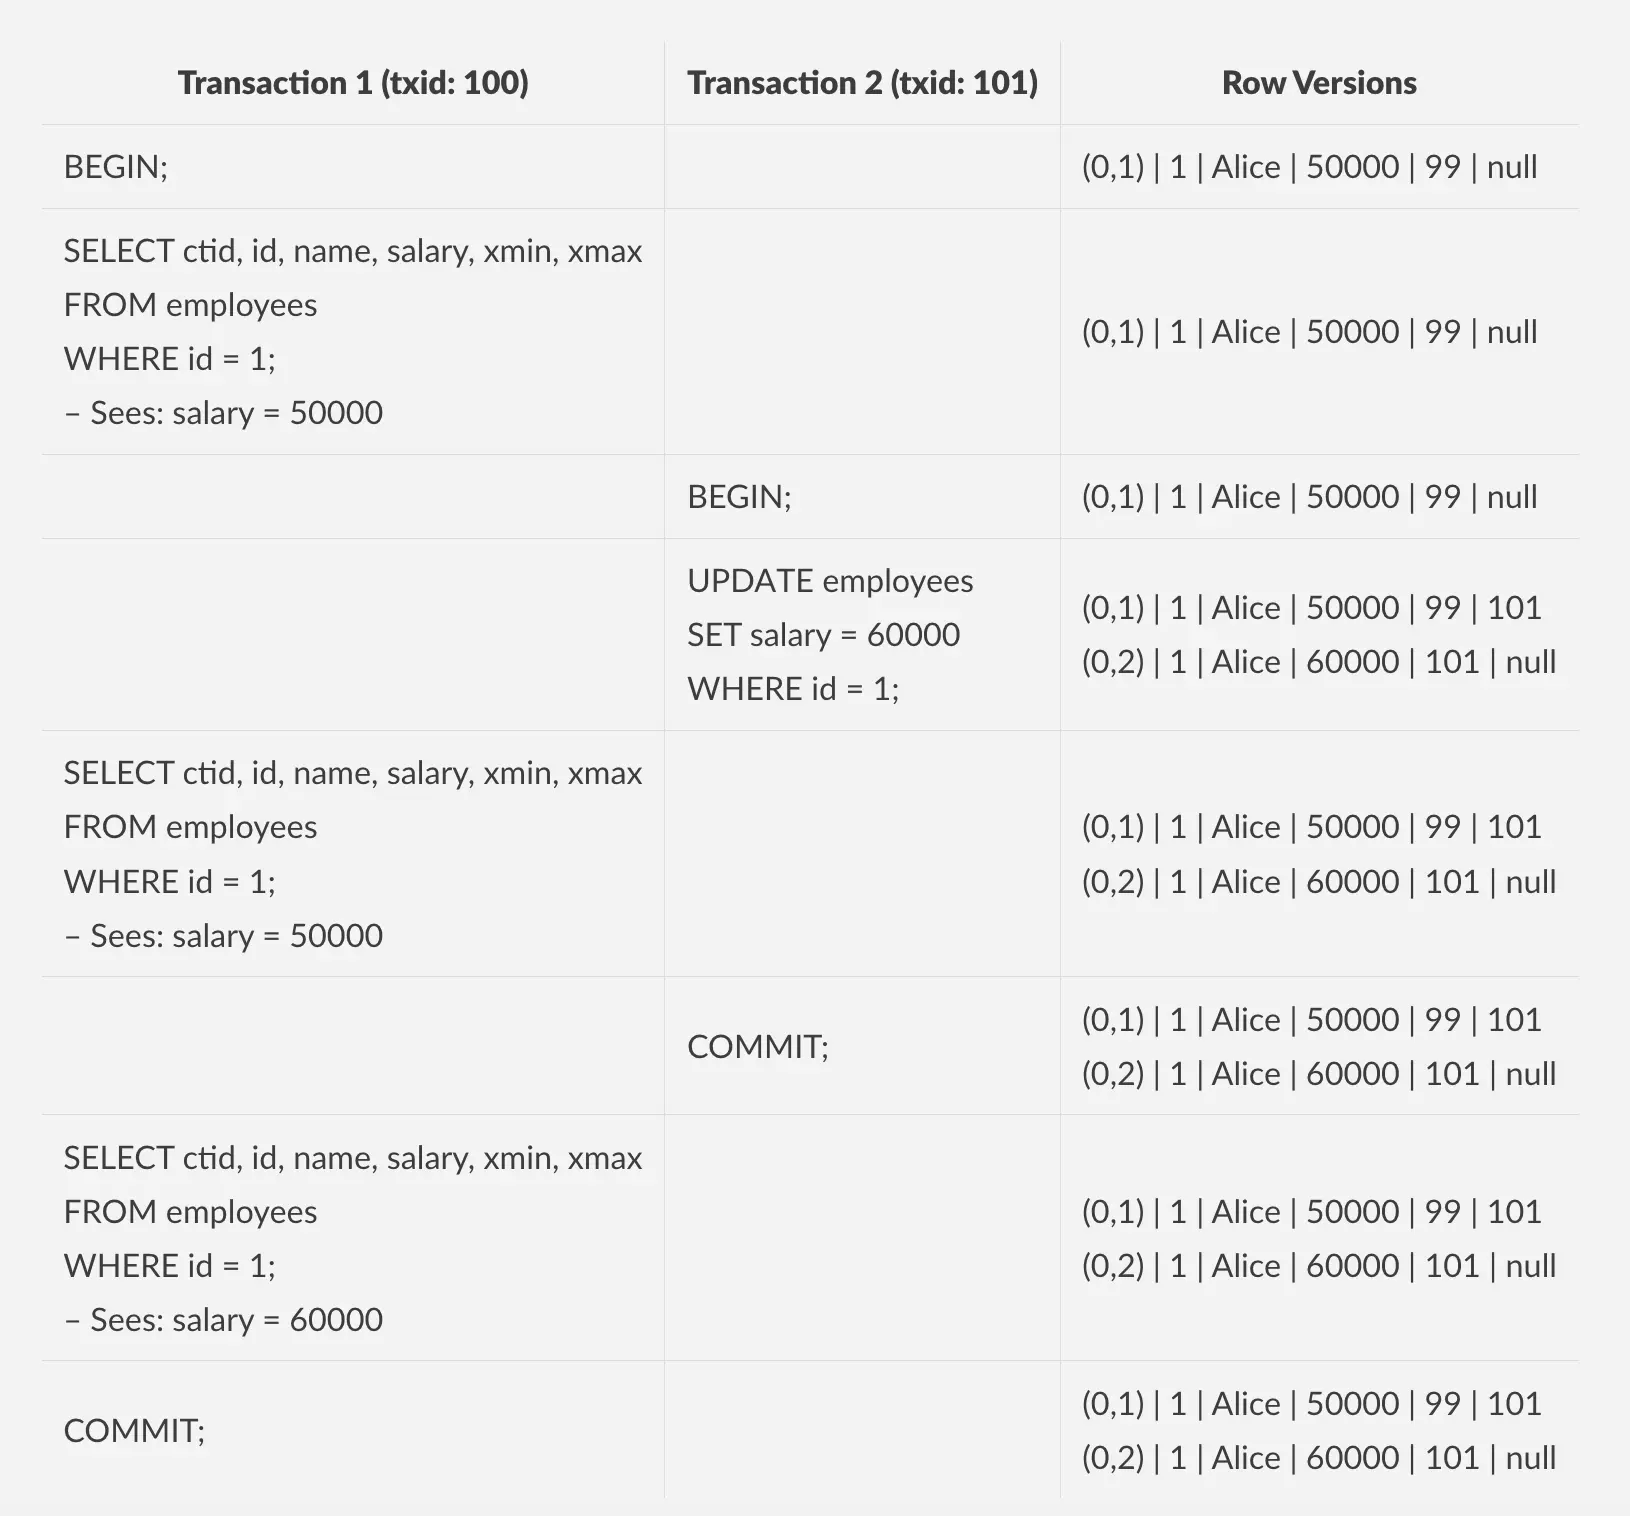 Transaction 1 (txid: 100)
Transaction 2 (txid: 101)
Row Versions
BEGIN;
(0,1) | 1 | Alice | 50000 | 99 | null
SELECT ctid, id, name, salary, xmin, xmax
FROM employees
WHERE id = 1;
– Sees: salary = 50000
(0,1) | 1 | Alice | 50000 | 99 | null
BEGIN;
(0,1) | 1 | Alice | 50000 | 99 | null
UPDATE employees
SET salary = 60000
WHERE id = 1;
(0,1) | 1 | Alice | 50000 | 99 | 101
(0,2) | 1 | Alice | 60000 | 101 | null
SELECT ctid, id, name, salary, xmin, xmax
FROM employees
WHERE id = 1;
– Sees: salary = 50000
(0,1) | 1 | Alice | 50000 | 99 | 101
(0,2) | 1 | Alice | 60000 | 101 | null
COMMIT;
(0,1) | 1 | Alice | 50000 | 99 | 101
(0,2) | 1 | Alice | 60000 | 101 | null
SELECT ctid, id, name, salary, xmin, xmax
FROM employees
WHERE id = 1;
– Sees: salary = 60000
(0,1) | 1 | Alice | 50000 | 99 | 101
(0,2) | 1 | Alice | 60000 | 101 | null
COMMIT;
(0,1) | 1 | Alice | 50000 | 99 | 101
(0,2) | 1 | Alice | 60000 | 101 | null